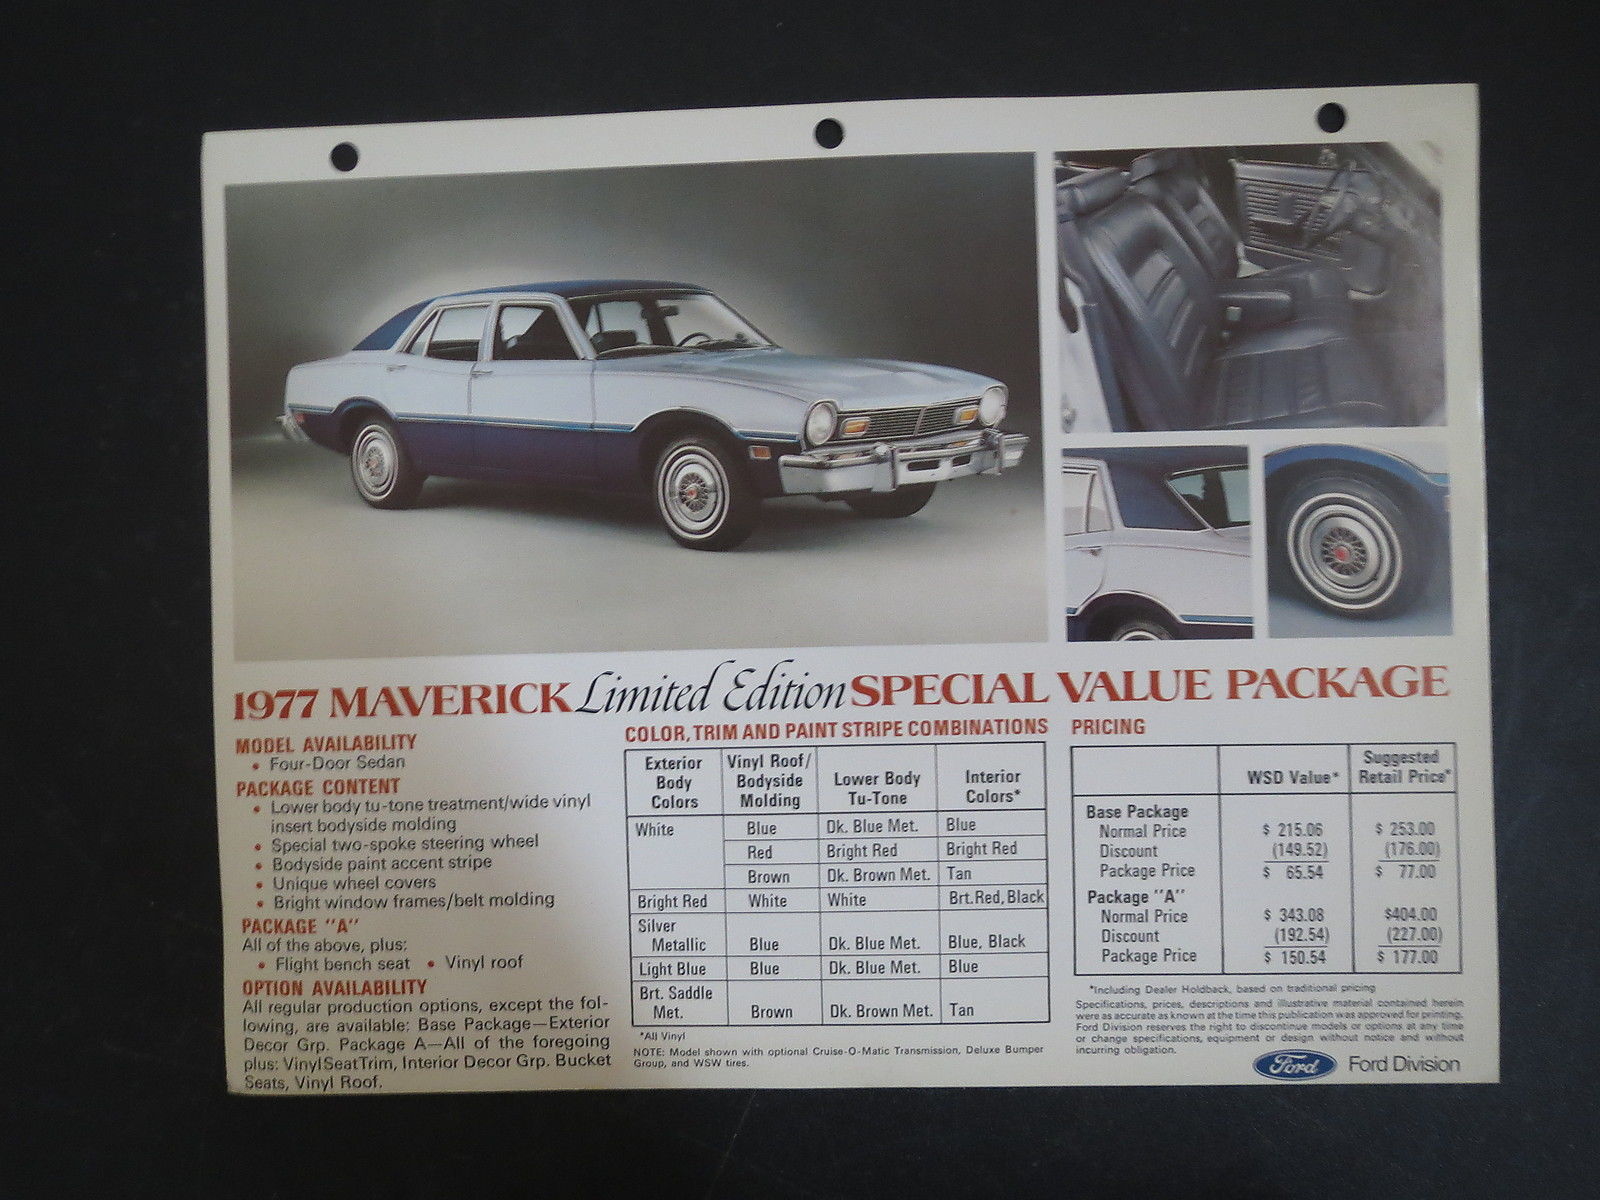 1977 MAVERICK Limited Edition SPECIAL VALUE PACKAGE
MODEL AVAILABILITY
• Four-Door Sedan
PACKAGE CONTENT
• Lower body tu-tone treatment/wide vinyl
insert bodyside molding
• Special two-spoke steering wheel
• Bodyside paint accent stripe
• Unique wheel covers
• Bright window frames/belt molding
PACKAGE "A"
All of the above, plus:
• Flight bench seat • Vinyl roof
OPTION AVAILABILITY
All regular production options, except the fol-
lowing, are available: Base Package—Exterior
Decor Grp. Package A—All of the foregoing
plus: Vinyl Seat Trim, Interior Decor Grp. Bucket
Seats, Vinyl Roof.
COLOR, TRIM AND PAINT STRIPE COMBINATIONS
Exterior Body Colors Vinyl Roof/ Bodyside Molding Lower Body Tu-Tone Interior Colors*
White Blue Dk. Blue Met. Blue
Red Bright Red Bright Red
Brown Dk. Brown Met. Tan
Bright Red White White Brt. Red, Black
Silver Metallic Blue Dk. Blue Met. Blue, Black
Light Blue Blue Dk. Blue Met. Blue
Brt. Saddle Met. Brown Dk. Brown Met. Tan
*All Vinyl
NOTE: Model shown with optional Cruise-O-Matic Transmission, Deluxe Bumper
Group, and WSW tires.
PRICING
WSD Value* Suggested Retail Price*
Base Package
Normal Price $ 215.06 $ 253.00
Discount (149.52) (176.00)
Package Price $ 65.54 $ 77.00
Package "A"
Normal Price $ 343.08 $404.00
Discount (192.54) (227.00)
Package Price $ 150.54 $ 177.00
*Including Dealer Holdback, based on traditional pricing
Specifications, prices, descriptions and illustrative material contained herein
were as accurate as known at the time this publication was approved for printing.
Ford Division reserves the right to discontinue models or options at any time
or change specifications, equipment or design without notice and without
incurring obligation.
Ford Ford Division